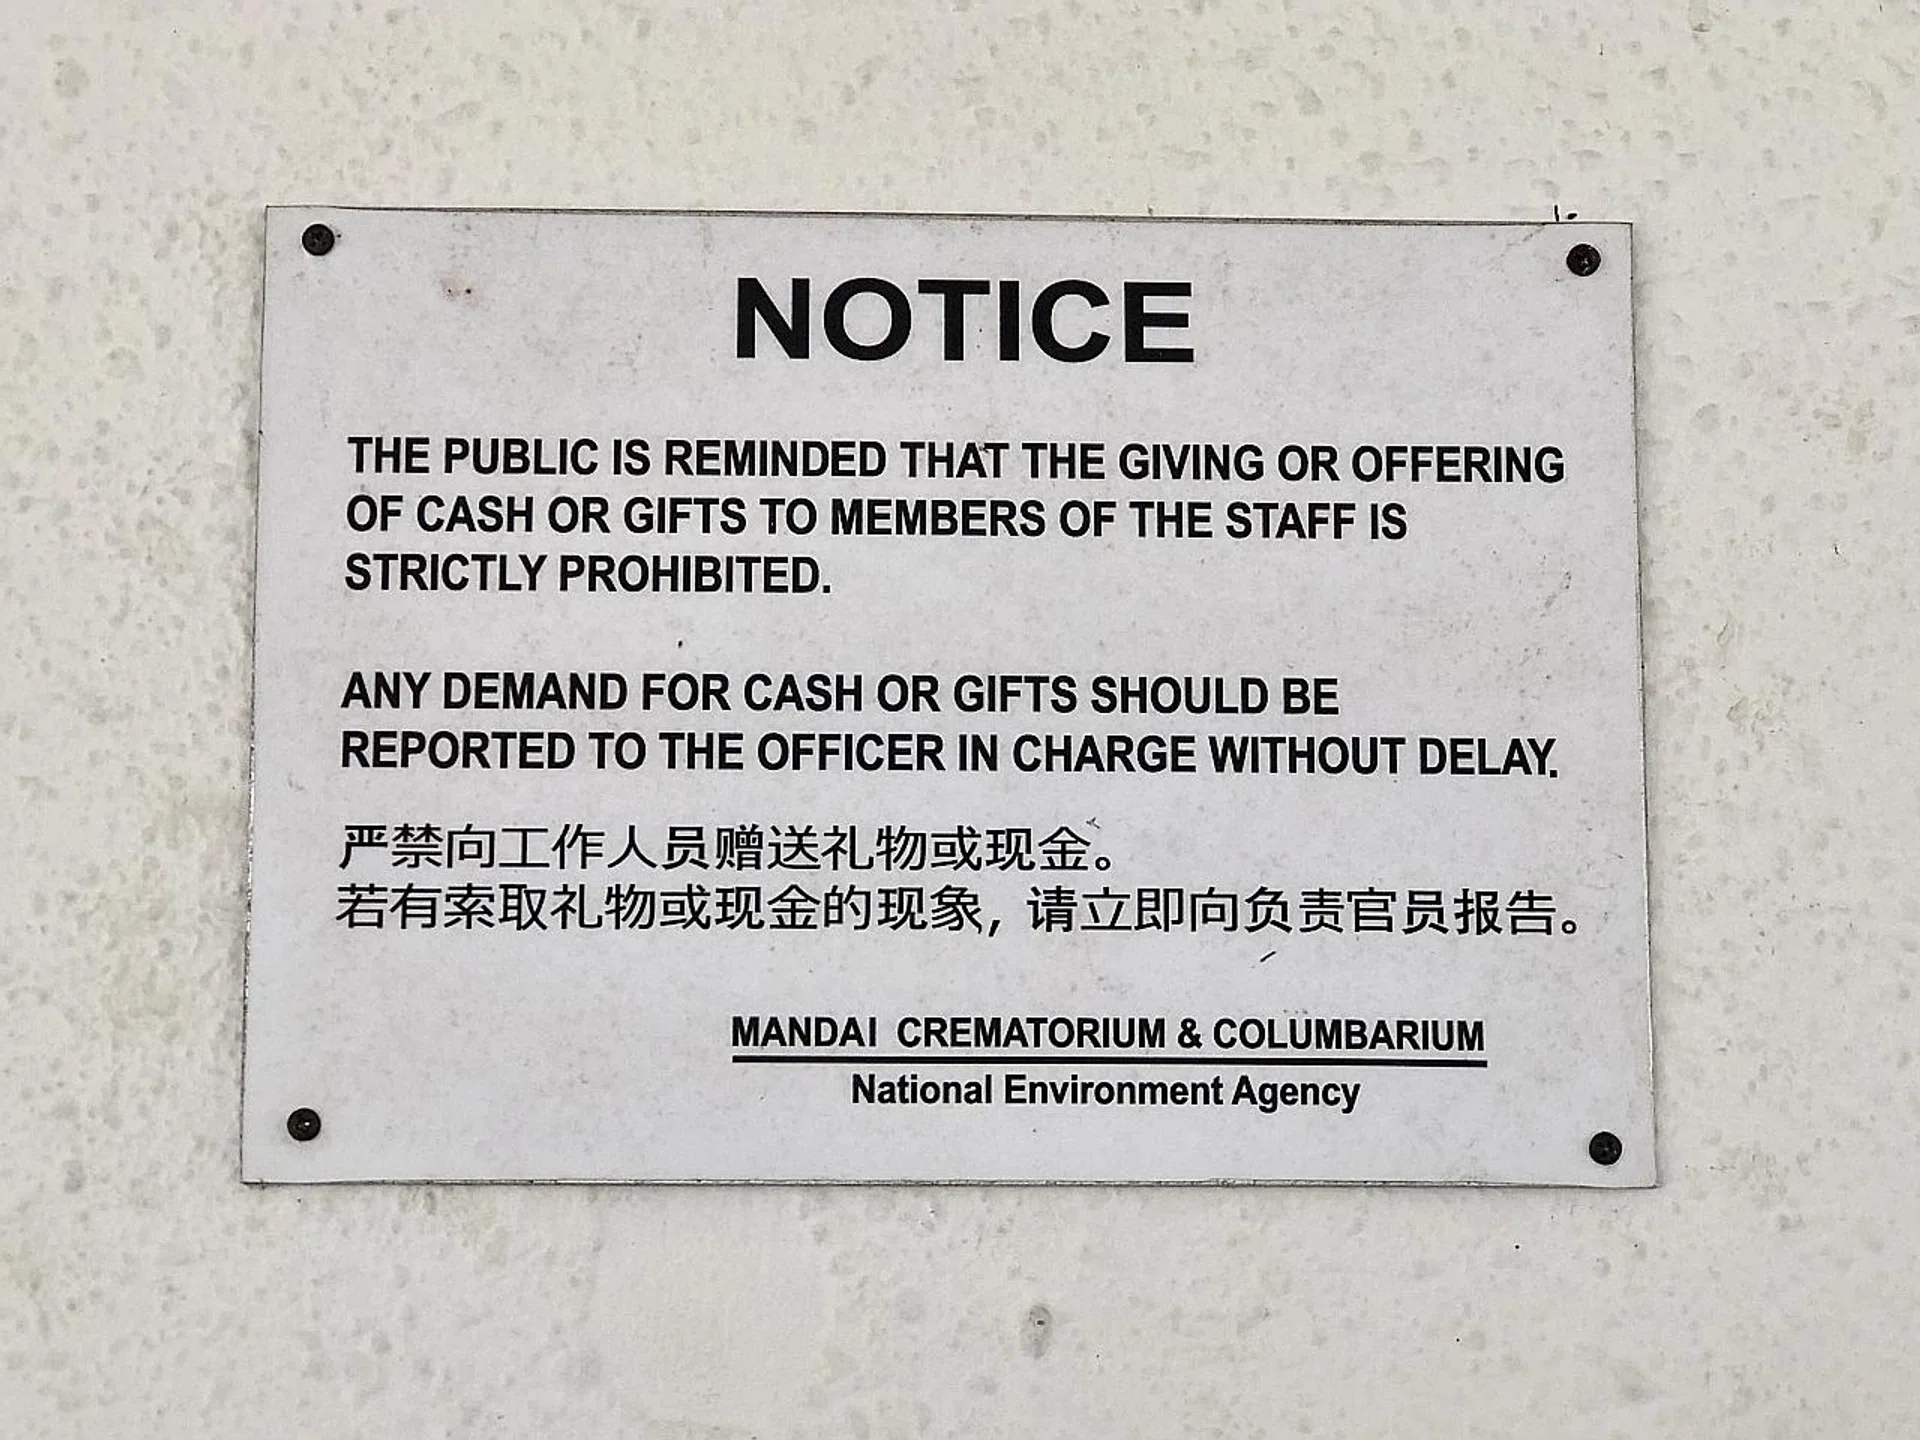 NOTICE
THE PUBLIC IS REMINDED THAT THE GIVING OR OFFERING
OF CASH OR GIFTS TO MEMBERS OF THE STAFF IS
STRICTLY PROHIBITED.
ANY DEMAND FOR CASH OR GIFTS SHOULD BE
REPORTED TO THE OFFICER IN CHARGE WITHOUT DELAY.
严禁向工作人员赠送礼物或现金。
若有索取礼物或现金的现象，请立即向负责官员报告。
MANDAI CREMATORIUM & COLUMBARIUM
National Environment Agency